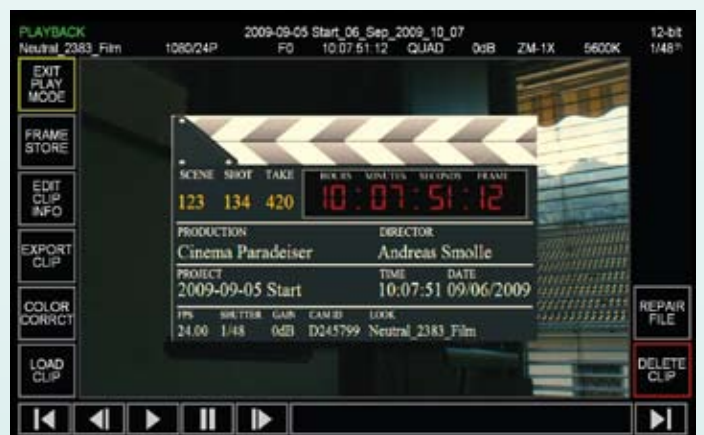 PLAYBACK 2009-09-05 Start_06_Sep_2009_10_07 12-bit
Neutral_2383_Film 1080/24P F0 10:07:51:12 QUAD 0dB ZM-1X 5600K 1/48
EXIT
PLAY
MODE
FRAME
STORE
EDIT
CLIP
INFO
EXPORT
CLIP
COLOR
CORRCT
LOAD
CLIP
SCENE SHOT TAKE HOURS MINUTES SECONDS FRAME
123 134 420 10:07:51:12
PRODUCTION DIRECTOR
Cinema Paradeiser Andreas Smolle
PROJECT TIME DATE
2009-09-05 Start 10:07:51 09/06/2009
FPS SHUTTER GAIN CAM ID LOOK
24.00 1/48 0dB D245799 Neutral_2383_Film
REPAIR
FILE
DELETE
CLIP